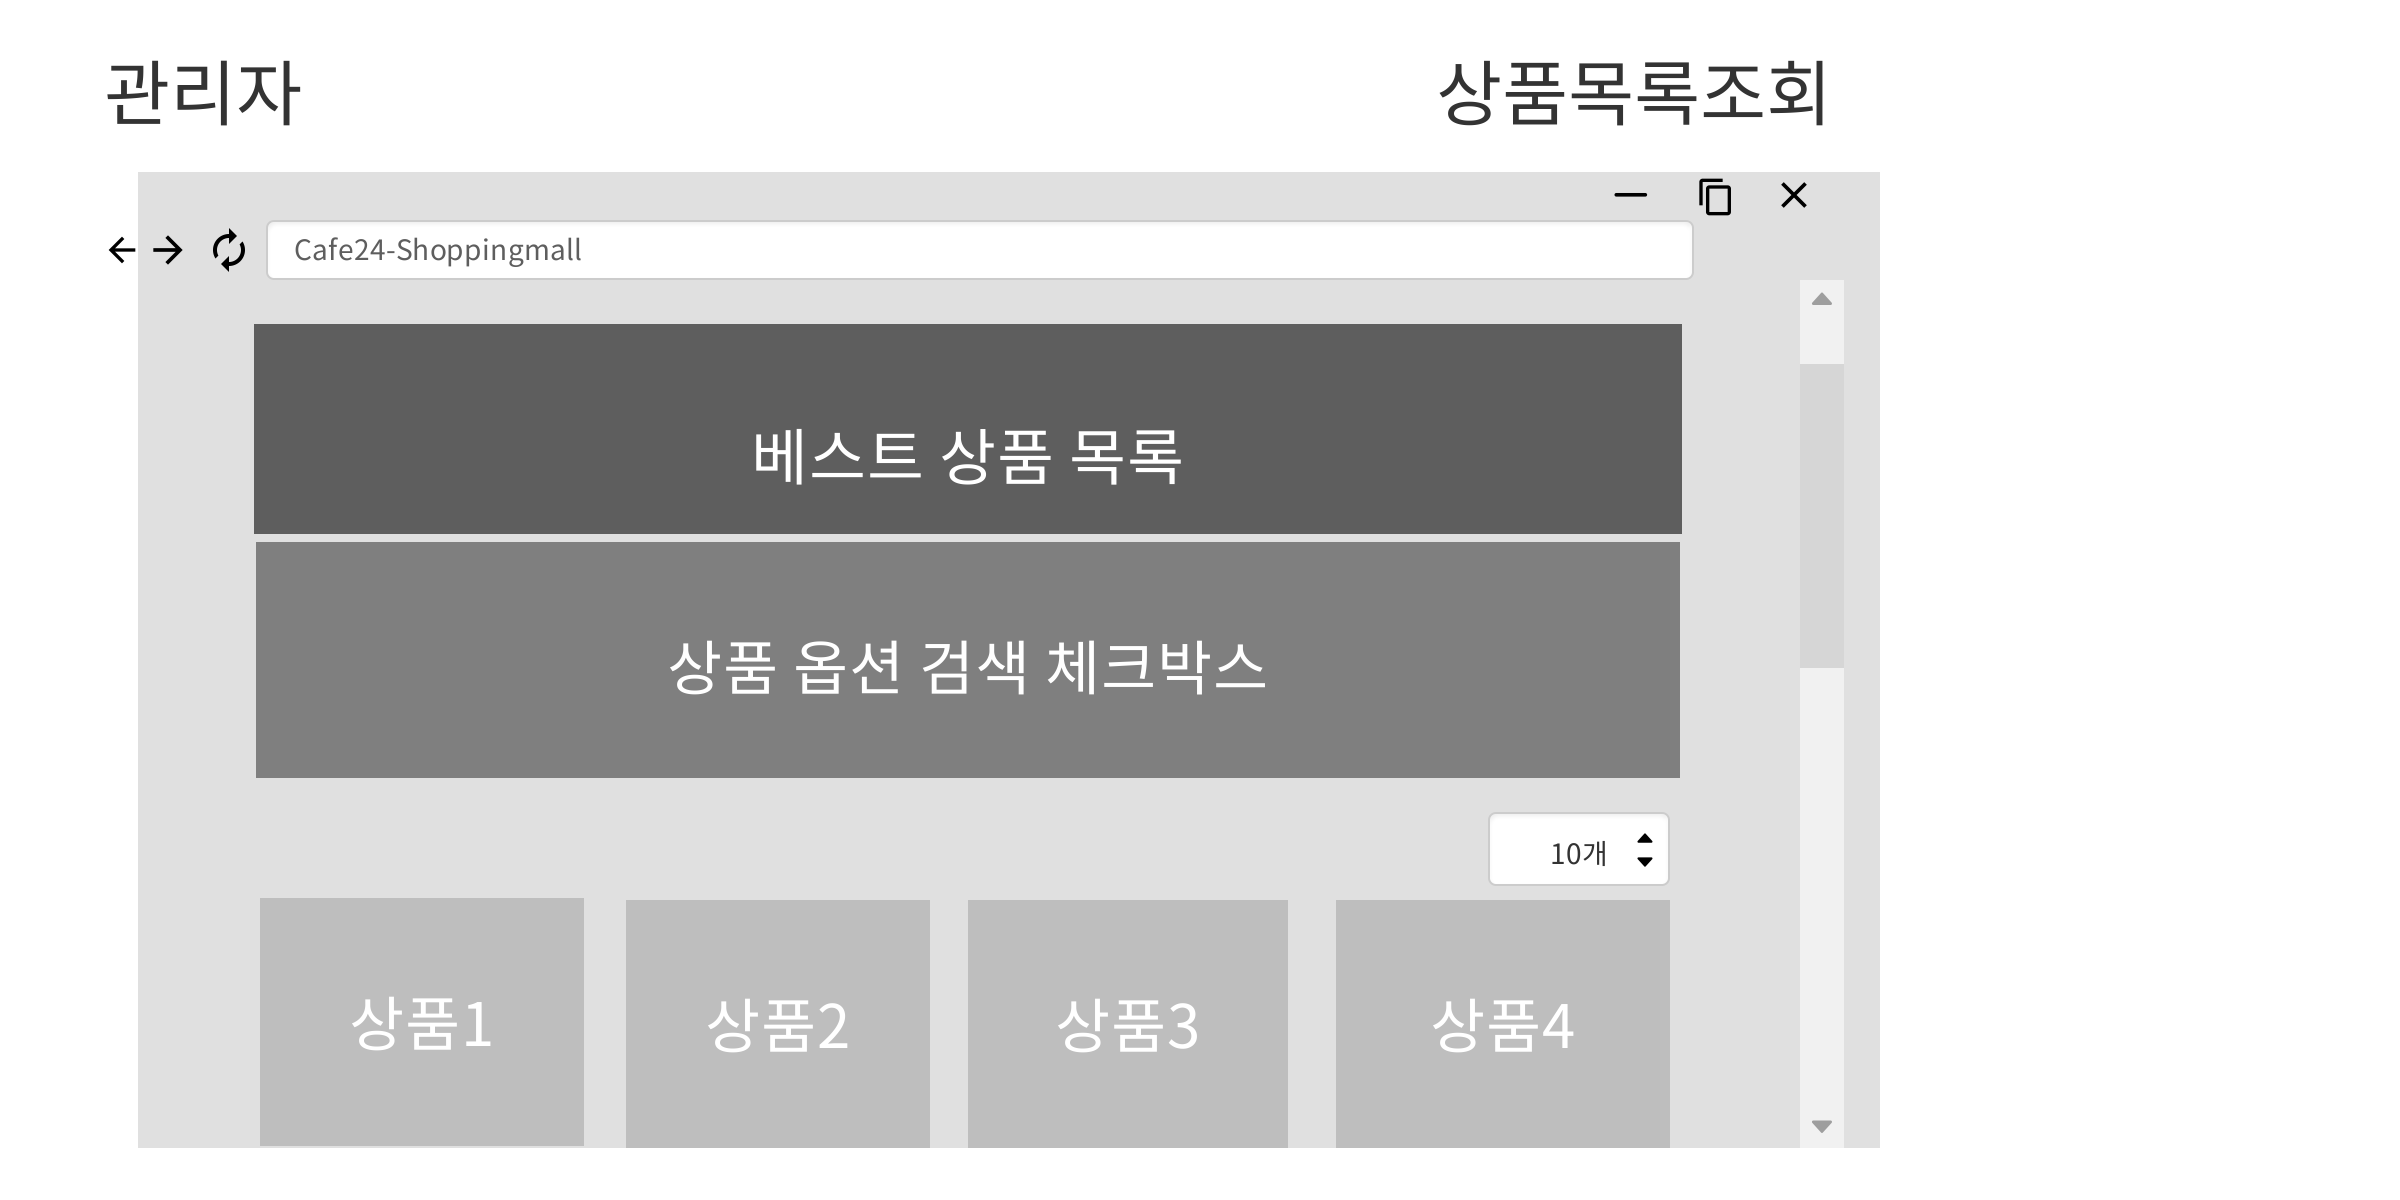 관리자
상품목록조회
Cafe24-Shoppingmall
베스트 상품 목록
상품 옵션 검색 체크박스
10개
상품1
상품2
상품3
상품4